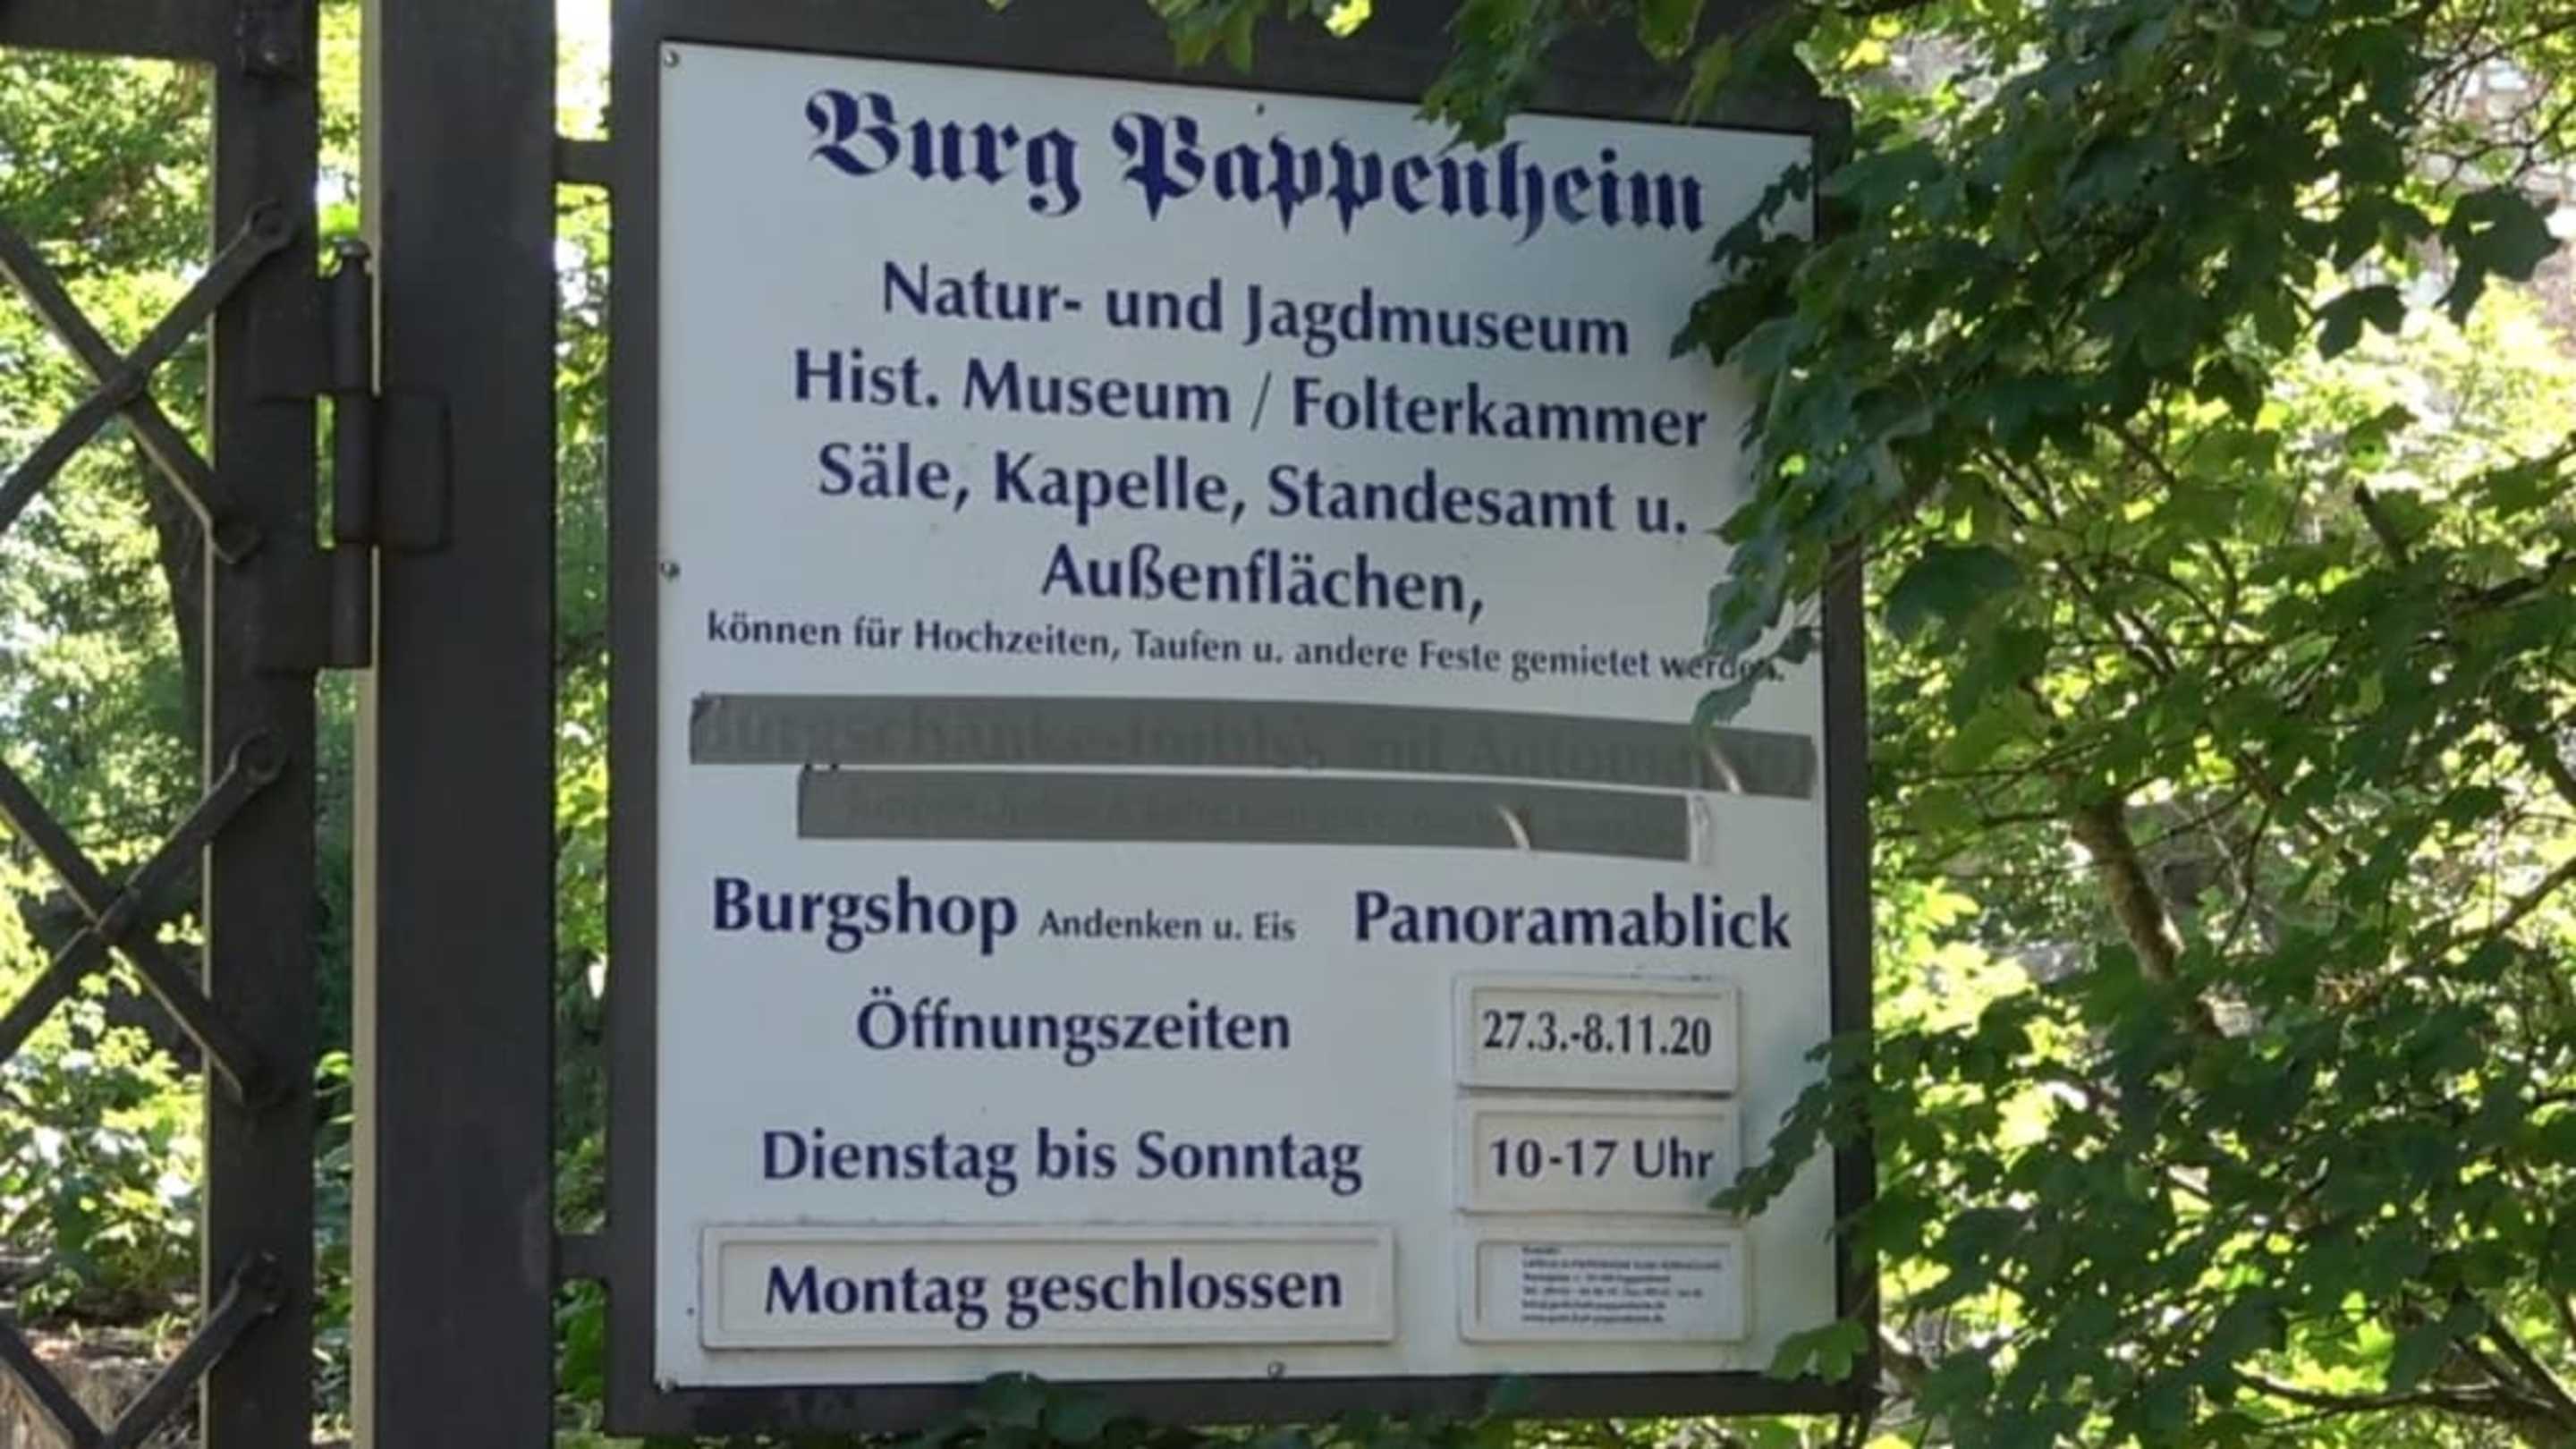 Burg Pappenheim
Natur- und Jagdmuseum
Hist. Museum / Folterkammer
Säle, Kapelle, Standesamt u.
Außenflächen,
können für Hochzeiten, Taufen u. andere Feste gemietet werden.
Burgshop Andenken u. Eis Panoramablick
Öffnungszeiten 27.3.-8.11.20
Dienstag bis Sonntag 10-17 Uhr
Montag geschlossen